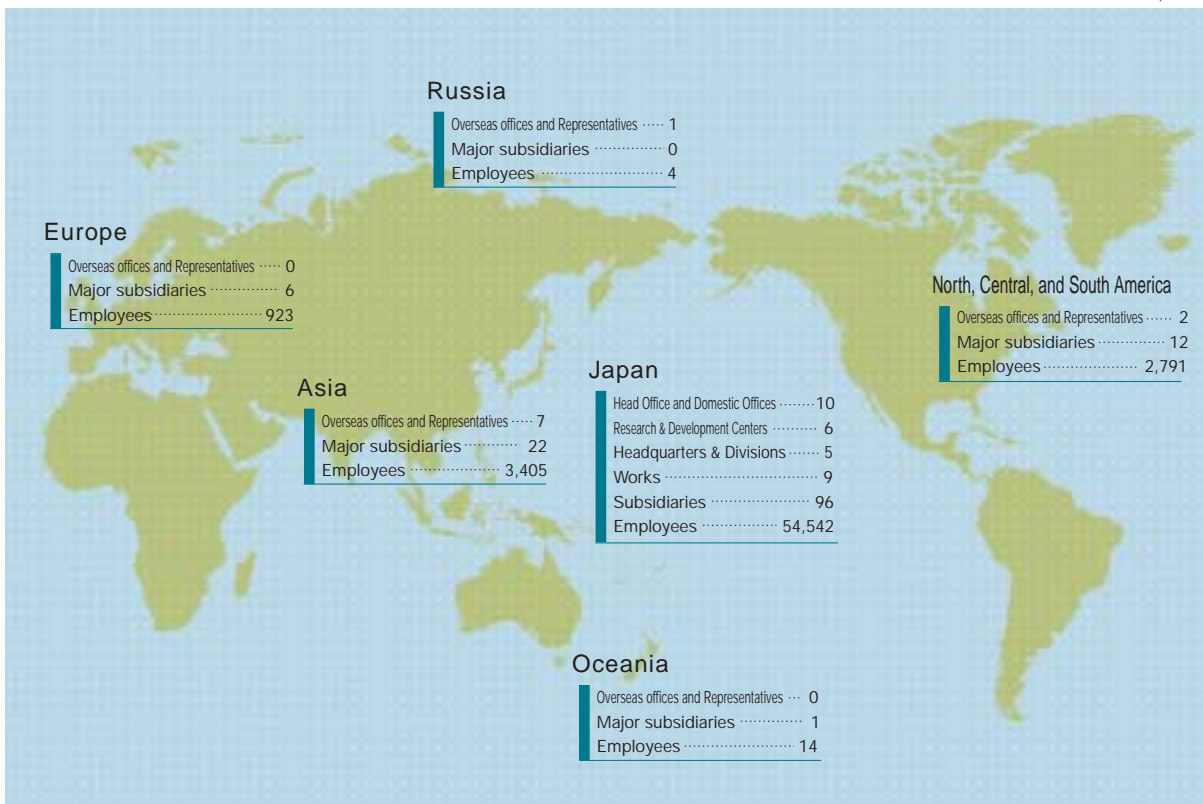 Russia
Overseas offices and Representatives ····· 1
Major subsidiaries ··············· 0
Employees ·························· 4
Europe
Overseas offices and Representatives ····· 0
Major subsidiaries ·············· 6
Employees ························ 923
North, Central, and South America
Overseas offices and Representatives ······ 2
Major subsidiaries ·············· 12
Employees ···················· 2,791
Asia
Overseas offices and Representatives ····· 7
Major subsidiaries ············ 22
Employees ··················· 3,405
Japan
Head Office and Domestic Offices ········ 10
Research & Development Centers ·········· 6
Headquarters & Divisions ······ 5
Works ································· 9
Subsidiaries ····················· 96
Employees ················ 54,542
Oceania
Overseas offices and Representatives ··· 0
Major subsidiaries ············· 1
Employees ······················· 14